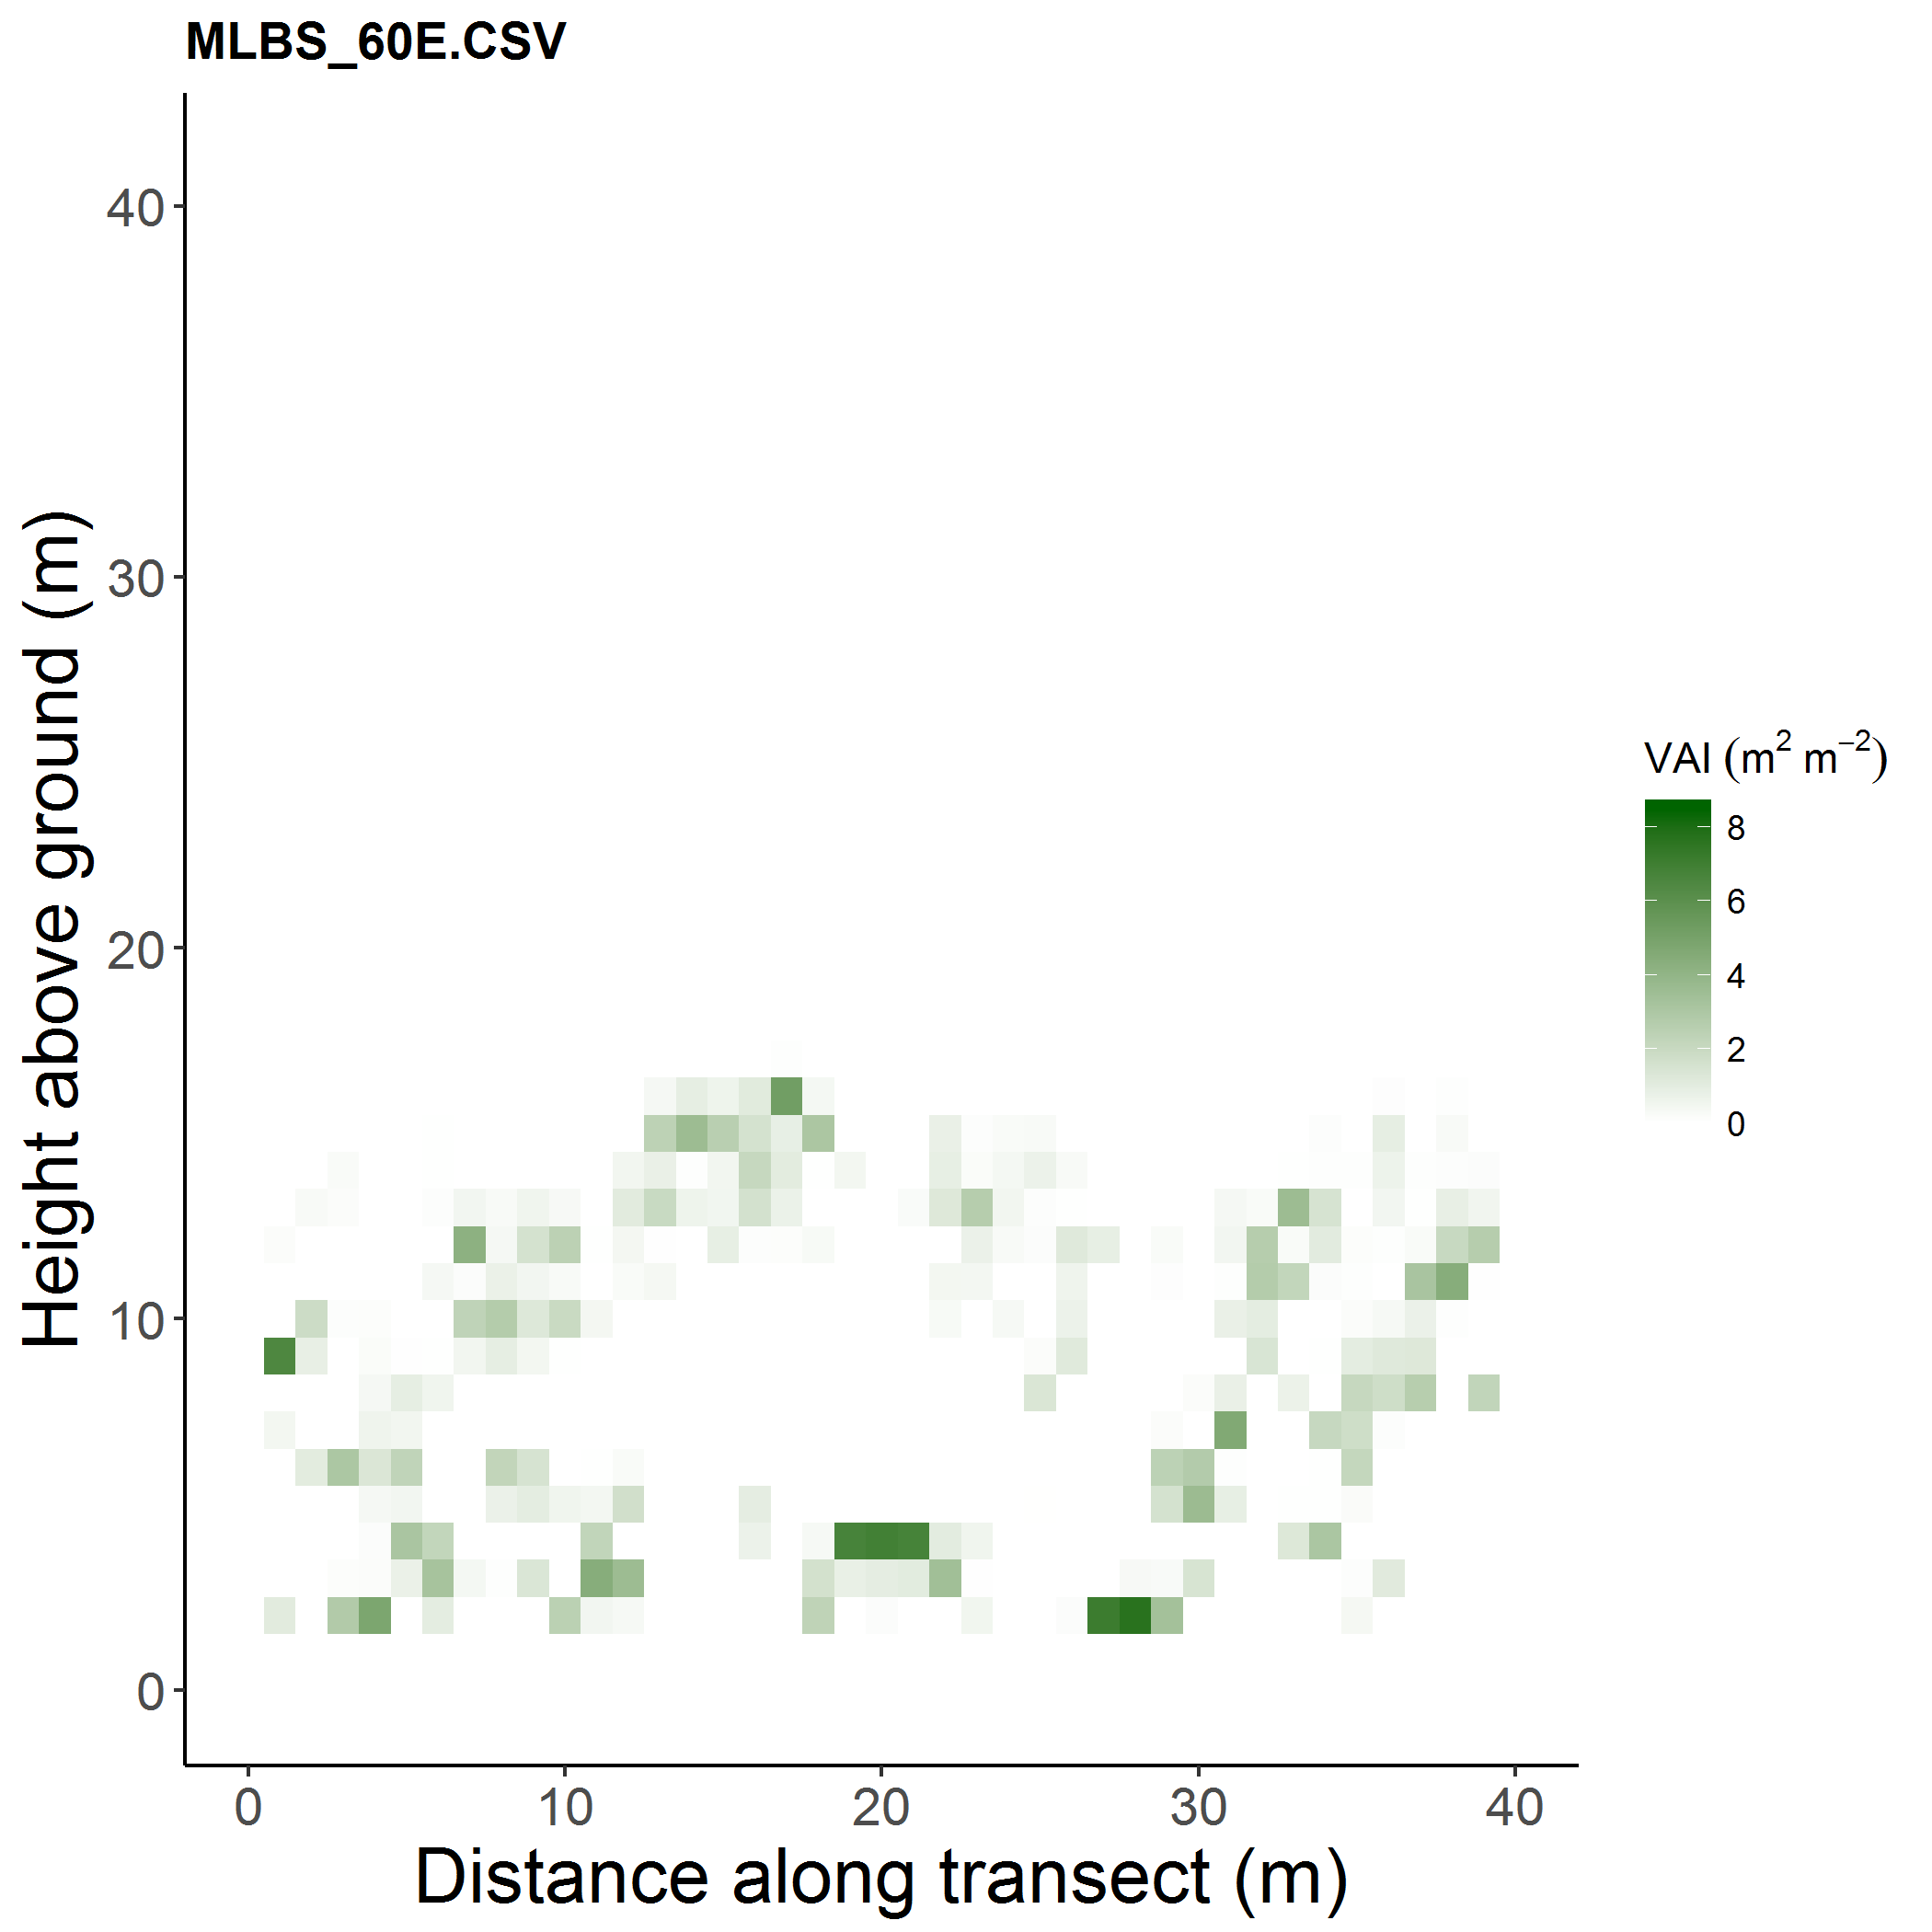 MLBS_60E.CSV
Height above ground (m)
40
30
20
10
0
0 10 20 30 40
Distance along transect (m)
VAI (m² m⁻²)
8
6
4
2
0